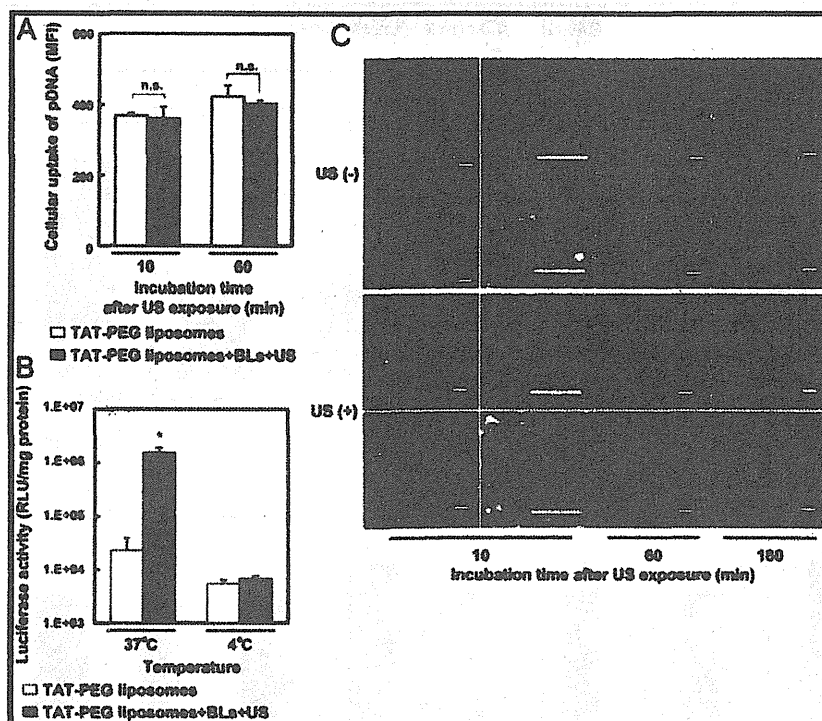 A
600
400
200
0
Cellular uptake of pDNA (MFI)
n.s.
n.s.
10
60
Incubation time
after US exposure (min)
TAT-PEG liposomes
TAT-PEG liposomes+BLs+US
B
1.E+07
1.E+06
1.E+05
1.E+04
1.E+03
Luciferase activity (RLU/mg protein)
*
37°C
4°C
Temperature
TAT-PEG liposomes
TAT-PEG liposomes+BLs+US
C
US (-)
US (+)
10
60
180
Incubation time after US exposure (min)